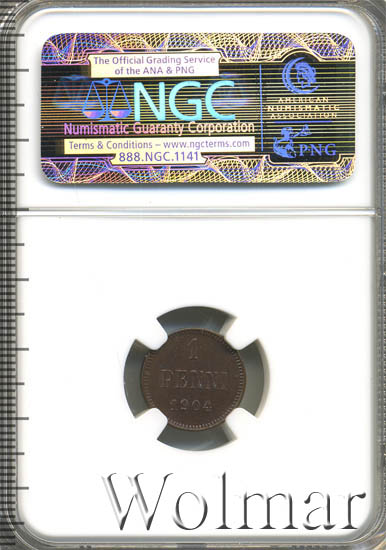 The Official Grading Service
of the ANA & PNG
NGC
Numismatic Guaranty Corporation
Terms & Conditions – www.ngcterms.com
888.NGC.1141
AMERICAN
NUMISMATIC
ASSOCIATION
PNG
1
PENNI
1904
Wolmar